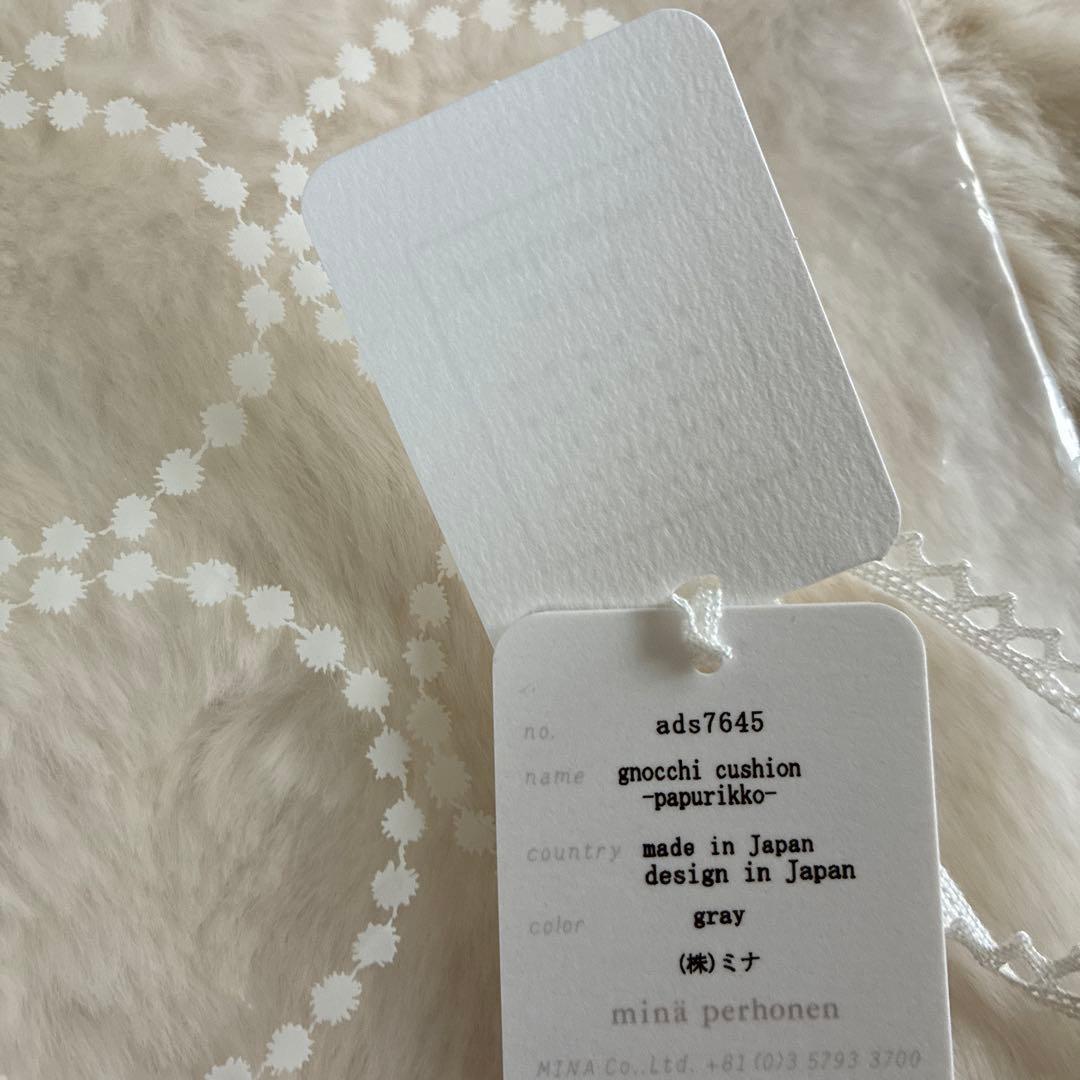 no. ads7645
name gnocchi cushion
-papurikko-
country made in Japan
design in Japan
color gray
(株)ミナ
minä perhonen
MINA Co.,Ltd. +81(0)3 5793 3700